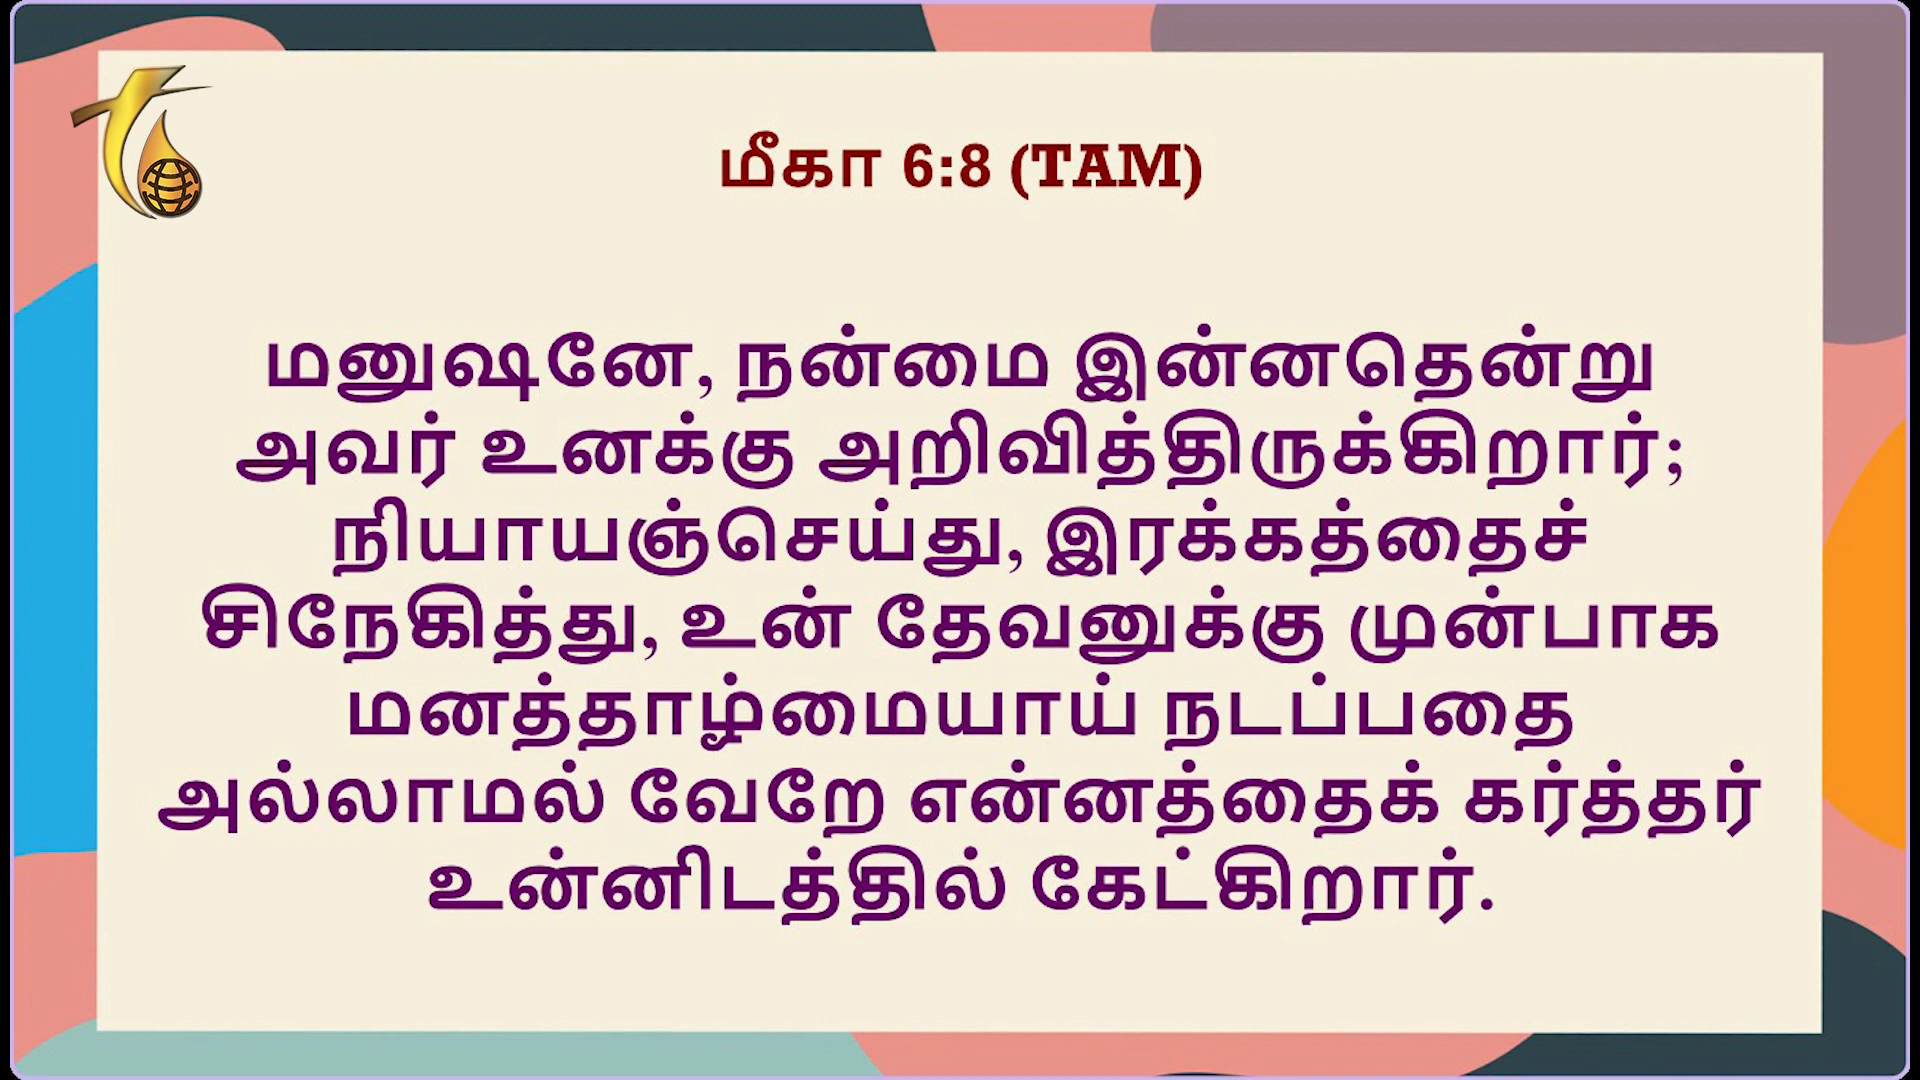 மீகா 6:8 (TAM)
மனுஷனே, நன்மை இன்னதென்று
அவர் உனக்கு அறிவித்திருக்கிறார்;
நியாயஞ்செய்து, இரக்கத்தைச்
சிநேகித்து, உன் தேவனுக்கு முன்பாக
மனத்தாழ்மையாய் நடப்பதை
அல்லாமல் வேறே என்னத்தைக் கர்த்தர்
உன்னிடத்தில் கேட்கிறார்.